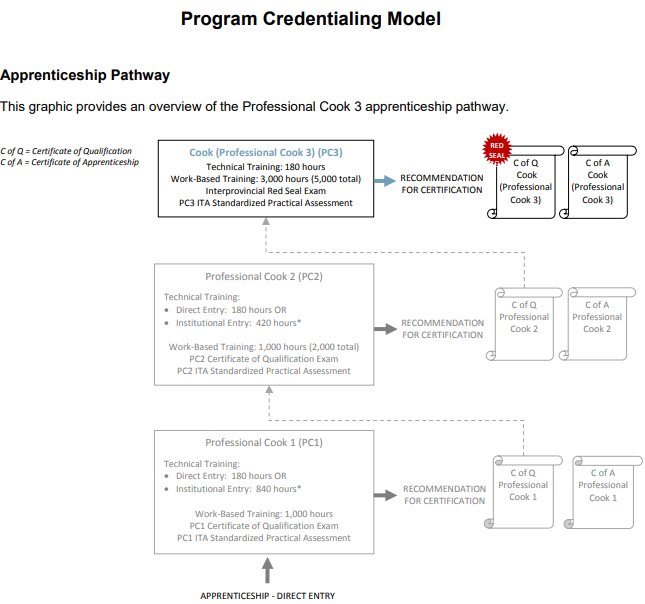 Program Credentialing Model
Apprenticeship Pathway
This graphic provides an overview of the Professional Cook 3 apprenticeship pathway.
C of Q = Certificate of Qualification
C of A = Certificate of Apprenticeship
Cook (Professional Cook 3) (PC3)
Technical Training: 180 hours
Work-Based Training: 3,000 hours (5,000 total)
Interprovincial Red Seal Exam
PC3 ITA Standardized Practical Assessment
RECOMMENDATION
FOR CERTIFICATION
RED
SEAL
C of Q
Cook
(Professional
Cook 3)
C of A
Cook
(Professional
Cook 3)
Professional Cook 2 (PC2)
Technical Training:
• Direct Entry: 180 hours OR
• Institutional Entry: 420 hours*
Work-Based Training: 1,000 hours (2,000 total)
PC2 Certificate of Qualification Exam
PC2 ITA Standardized Practical Assessment
RECOMMENDATION
FOR CERTIFICATION
C of Q
Professional
Cook 2
C of A
Professional
Cook 2
Professional Cook 1 (PC1)
Technical Training:
• Direct Entry: 180 hours OR
• Institutional Entry: 840 hours*
Work-Based Training: 1,000 hours
PC1 Certificate of Qualification Exam
PC1 ITA Standardized Practical Assessment
RECOMMENDATION
FOR CERTIFICATION
C of Q
Professional
Cook 1
C of A
Professional
Cook 1
APPRENTICESHIP - DIRECT ENTRY